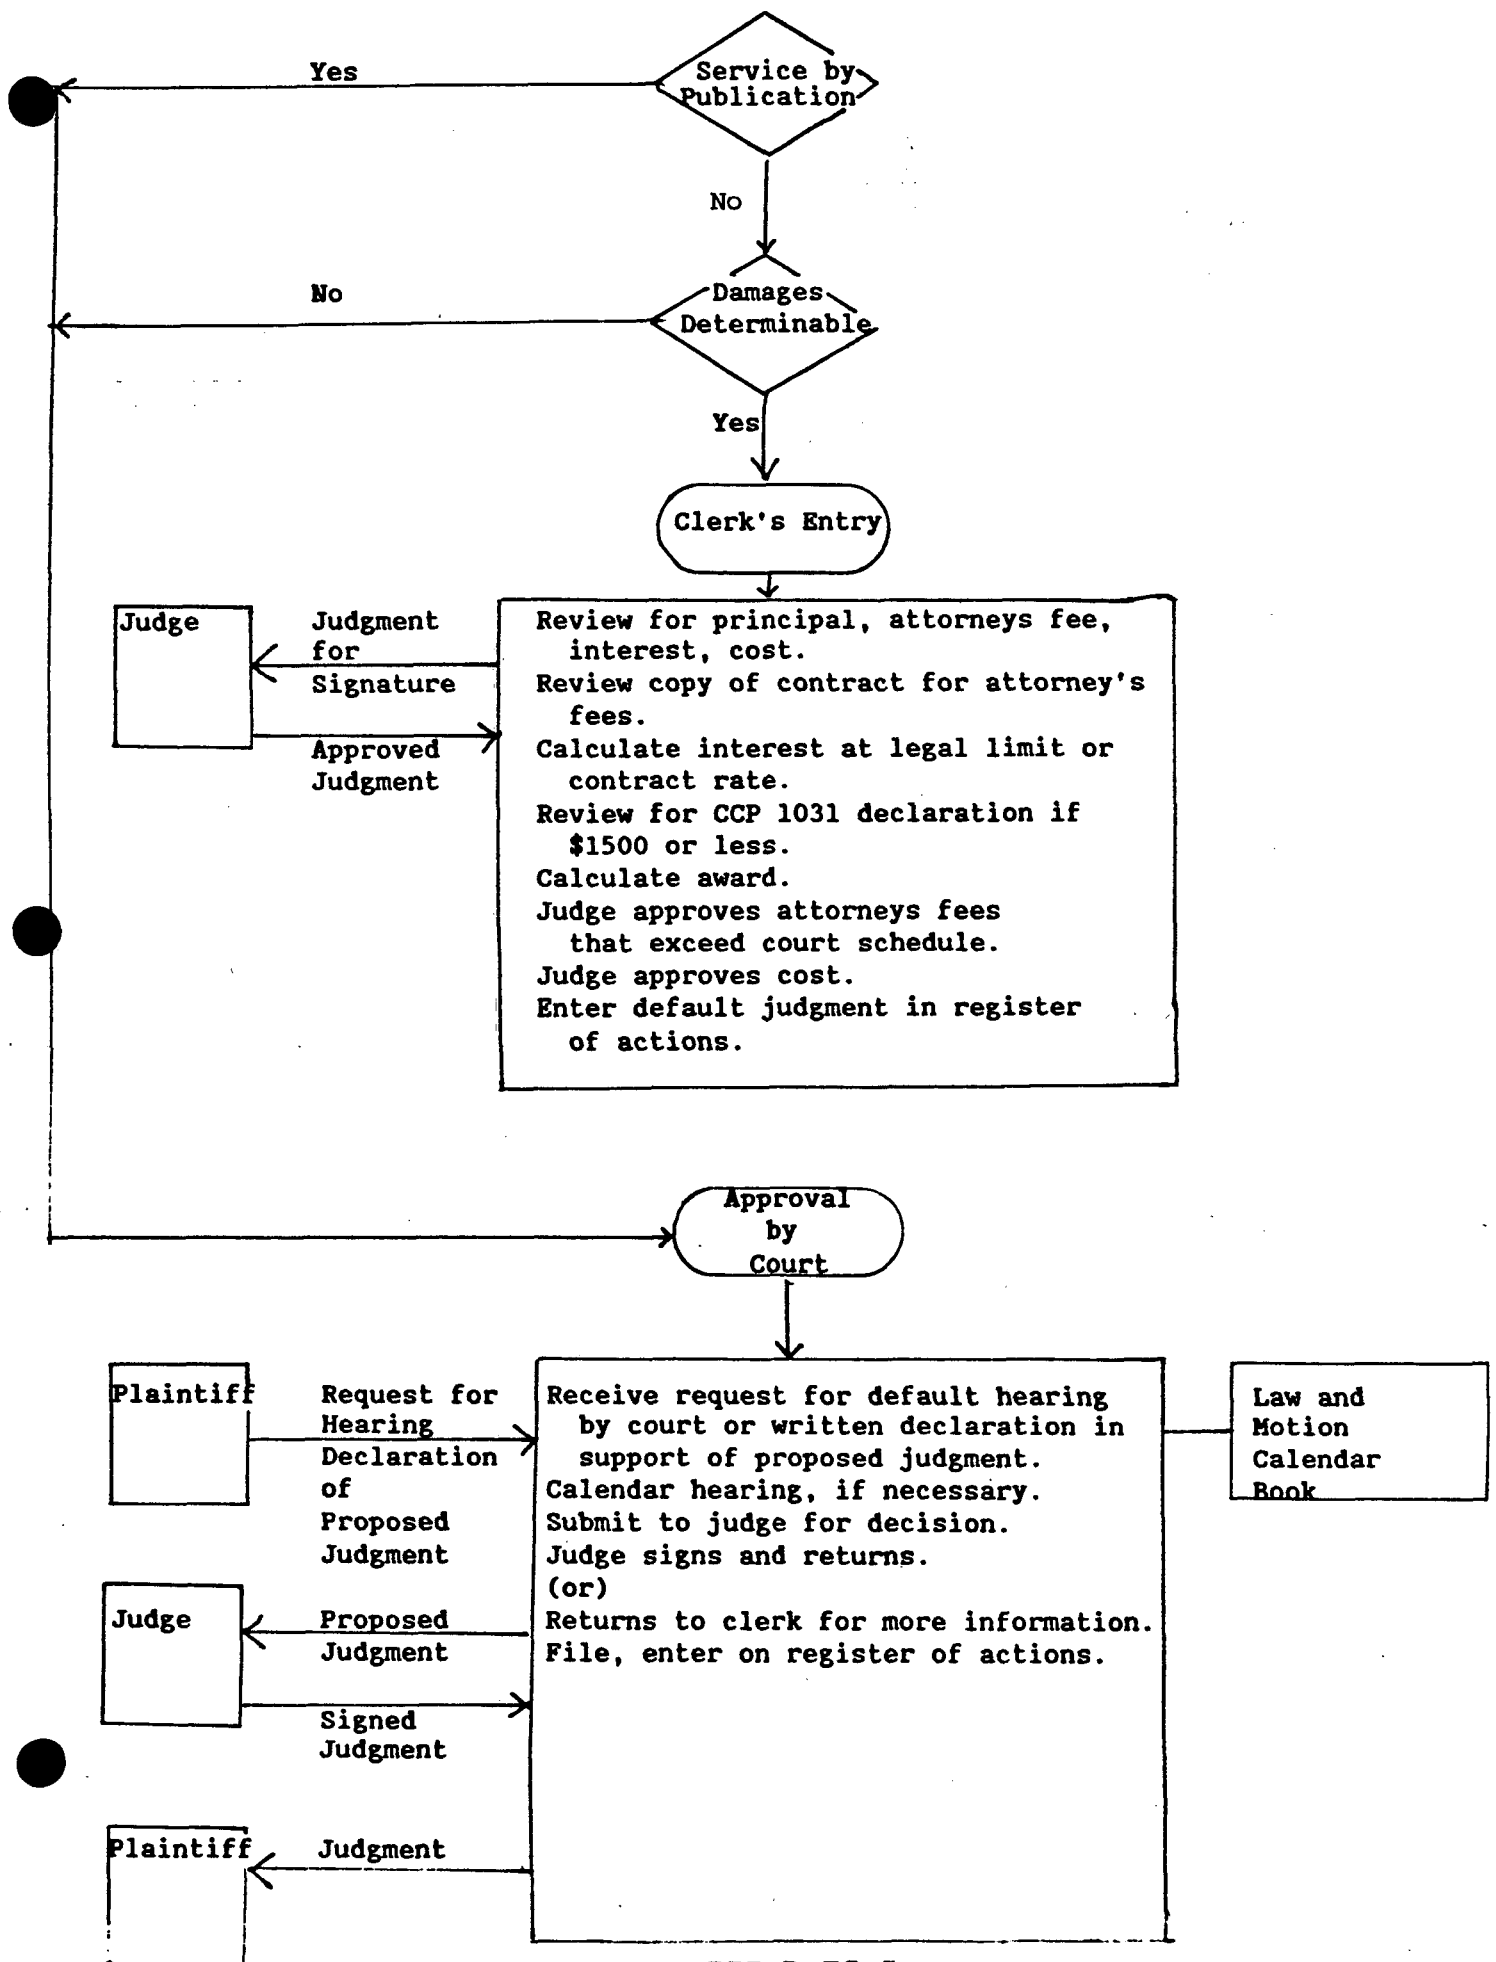 Service by
Publication
Yes
No
Damages
Determinable
No
Yes
Clerk's Entry
Judge
Judgment
for
Signature
Approved
Judgment
Review for principal, attorneys fee,
interest, cost.
Review copy of contract for attorney's
fees.
Calculate interest at legal limit or
contract rate.
Review for CCP 1031 declaration if
$1500 or less.
Calculate award.
Judge approves attorneys fees
that exceed court schedule.
Judge approves cost.
Enter default judgment in register
of actions.
Approval
by
Court
Plaintiff
Request for
Hearing
Declaration
of
Proposed
Judgment
Receive request for default hearing
by court or written declaration in
support of proposed judgment.
Calendar hearing, if necessary.
Submit to judge for decision.
Judge signs and returns.
(or)
Returns to clerk for more information.
File, enter on register of actions.
Law and
Motion
Calendar
Book
Judge
Proposed
Judgment
Signed
Judgment
Plaintiff
Judgment